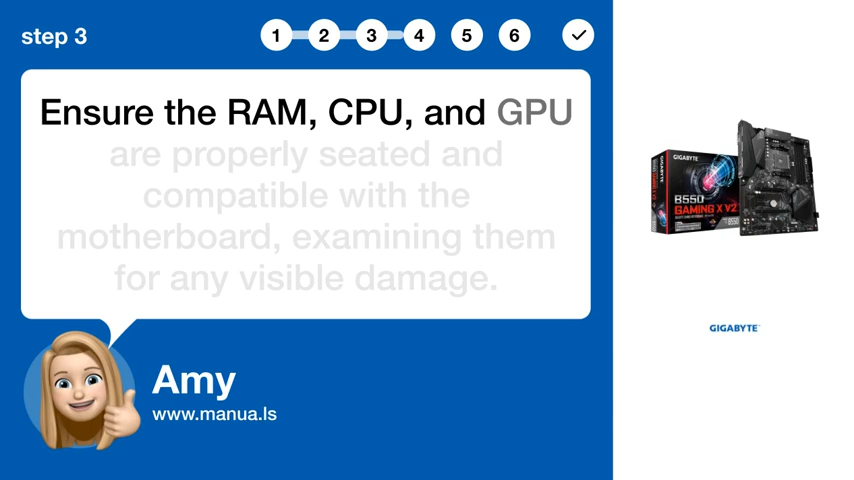 step 3
1 2 3 4 5 6
Ensure the RAM, CPU, and GPU
are properly seated and
compatible with the
motherboard, examining them
for any visible damage.
Amy
www.manua.ls
GIGABYTE
B550
GAMING X V2
GIGABYTE